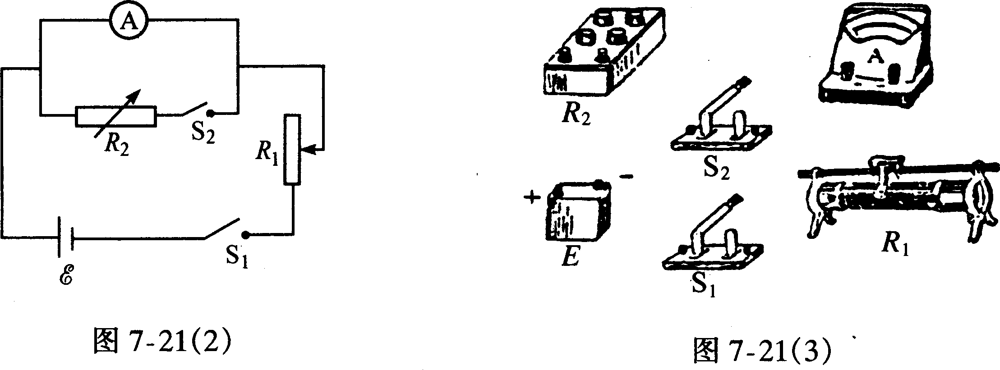 A
R₂
S₂
R₁
ℰ
S₁
图 7-21(2)
R₂
A
S₂
+
-
E
S₁
R₁
图 7-21(3)